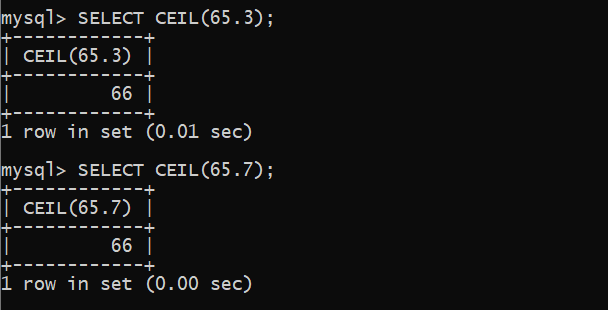 mysql> SELECT CEIL(65.3);
+------------+
| CEIL(65.3) |
+------------+
|         66 |
+------------+
1 row in set (0.01 sec)
mysql> SELECT CEIL(65.7);
+------------+
| CEIL(65.7) |
+------------+
|         66 |
+------------+
1 row in set (0.00 sec)